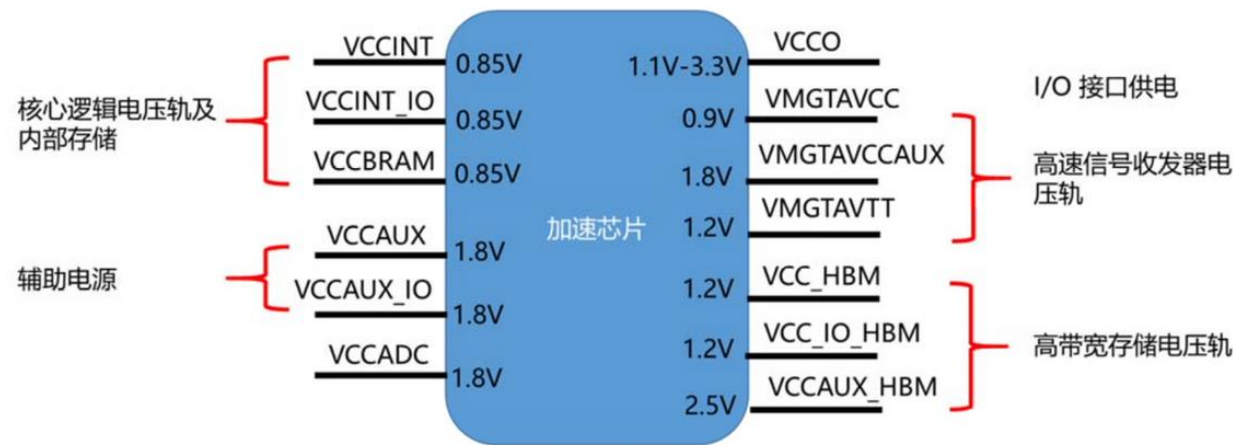 核心逻辑电压轨及
内部存储
VCCINT
0.85V
VCCINT_IO
0.85V
VCCBRAM
0.85V
辅助电源
VCCAUX
1.8V
VCCAUX_IO
1.8V
VCCADC
1.8V
加速芯片
1.1V-3.3V
VCCO
I/O 接口供电
0.9V
VMGTAVCC
1.8V
VMGTAVCCAUX
1.2V
VMGTAVTT
高速信号收发器电
压轨
1.2V
VCC_HBM
1.2V
VCC_IO_HBM
2.5V
VCCAUX_HBM
高带宽存储电压轨